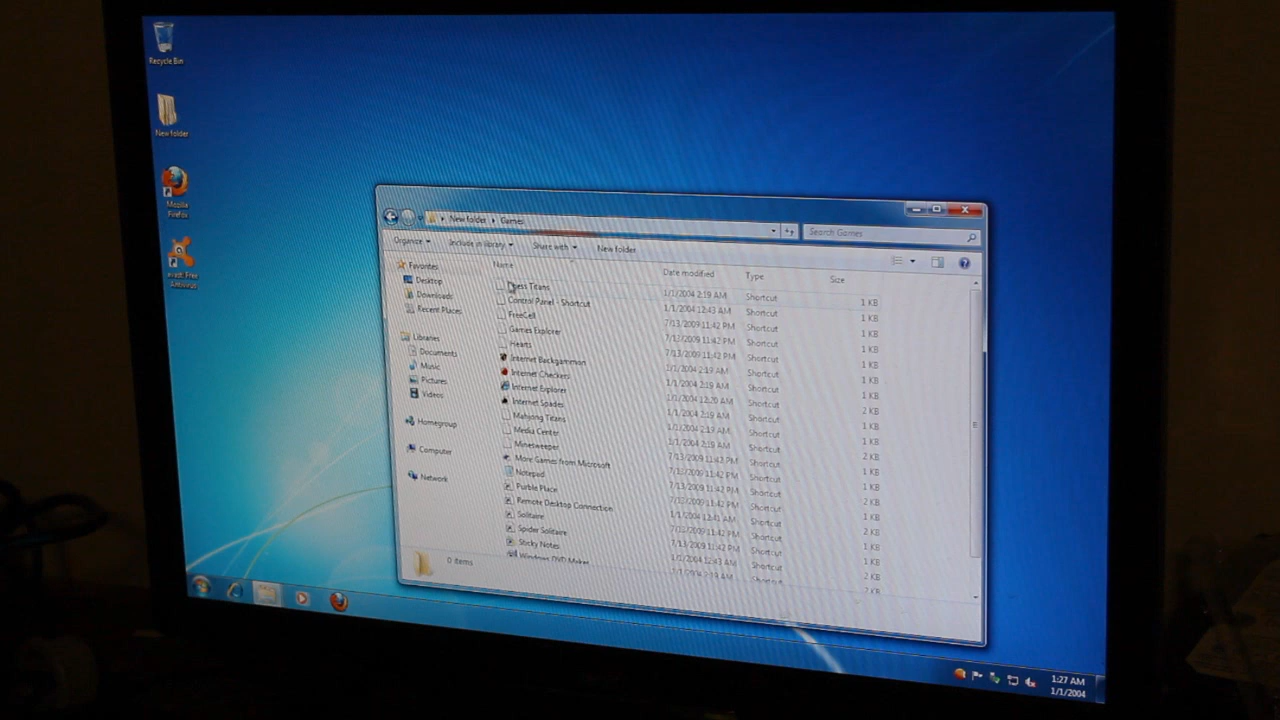 Recycle Bin
New folder
Mozilla
Firefox
avast! Free
Antivirus
New folder Games
Search Games
Organize Include in library Share with New folder
Favorites
Desktop
Downloads
Recent Places
Libraries
Documents
Music
Pictures
Videos
Homegroup
Computer
Network
Name Date modified Type Size
ess Titans 1/1/2004 2:19 AM Shortcut 1 KB
Control Panel - Shortcut 1/1/2004 12:43 AM Shortcut 1 KB
FreeCell 7/13/2009 11:42 PM Shortcut 1 KB
Games Explorer 7/13/2009 11:42 PM Shortcut 1 KB
Hearts 7/13/2009 11:42 PM Shortcut 1 KB
Internet Backgammon 1/1/2004 2:19 AM Shortcut 1 KB
Internet Checkers 1/1/2004 2:19 AM Shortcut 1 KB
Internet Explorer 1/1/2004 12:20 AM Shortcut 2 KB
Internet Spades 1/1/2004 2:19 AM Shortcut 1 KB
Mahjong Titans 1/1/2004 2:19 AM Shortcut 1 KB
Media Center 1/1/2004 2:19 AM Shortcut 2 KB
Minesweeper 7/13/2009 11:42 PM Shortcut 1 KB
More Games from Microsoft 7/13/2009 11:42 PM Shortcut 1 KB
Notepad 7/13/2009 11:42 PM Shortcut 2 KB
Purble Place 7/13/2009 11:42 PM Shortcut 1 KB
Remote Desktop Connection 1/1/2004 12:41 AM Shortcut 2 KB
Solitaire 7/13/2009 11:42 PM Shortcut 1 KB
Spider Solitaire 7/13/2009 11:42 PM Shortcut 1 KB
Sticky Notes 1/1/2004 12:43 AM Shortcut 2 KB
Windows DVD Maker 1/1/2004 2:19 AM Shortcut 2 KB
0 items
1:27 AM
1/1/2004